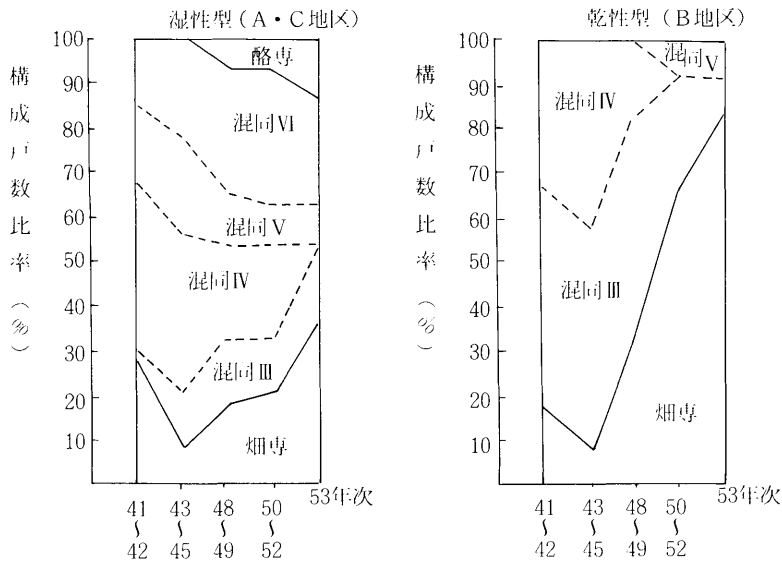 湿性型(A・C地区)
構成戸数比率(%)
100
90
80
70
60
50
40
30
20
10
酪専
混同Ⅵ
混同Ⅴ
混同Ⅳ
混同Ⅲ
畑専
41〜42
43〜45
48〜49
50〜52
53年次
乾性型(B地区)
構成戸数比率(%)
100
90
80
70
60
50
40
30
20
10
混同Ⅴ
混同Ⅳ
混同Ⅲ
畑専
41〜42
43〜45
48〜49
50〜52
53年次